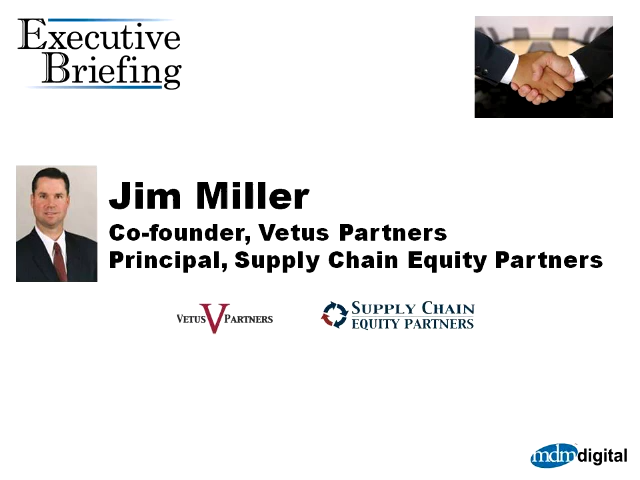 Executive
Briefing
Jim Miller
Co-founder, Vetus Partners
Principal, Supply Chain Equity Partners
VETUS V PARTNERS
SUPPLY CHAIN
EQUITY PARTNERS
mdm digital